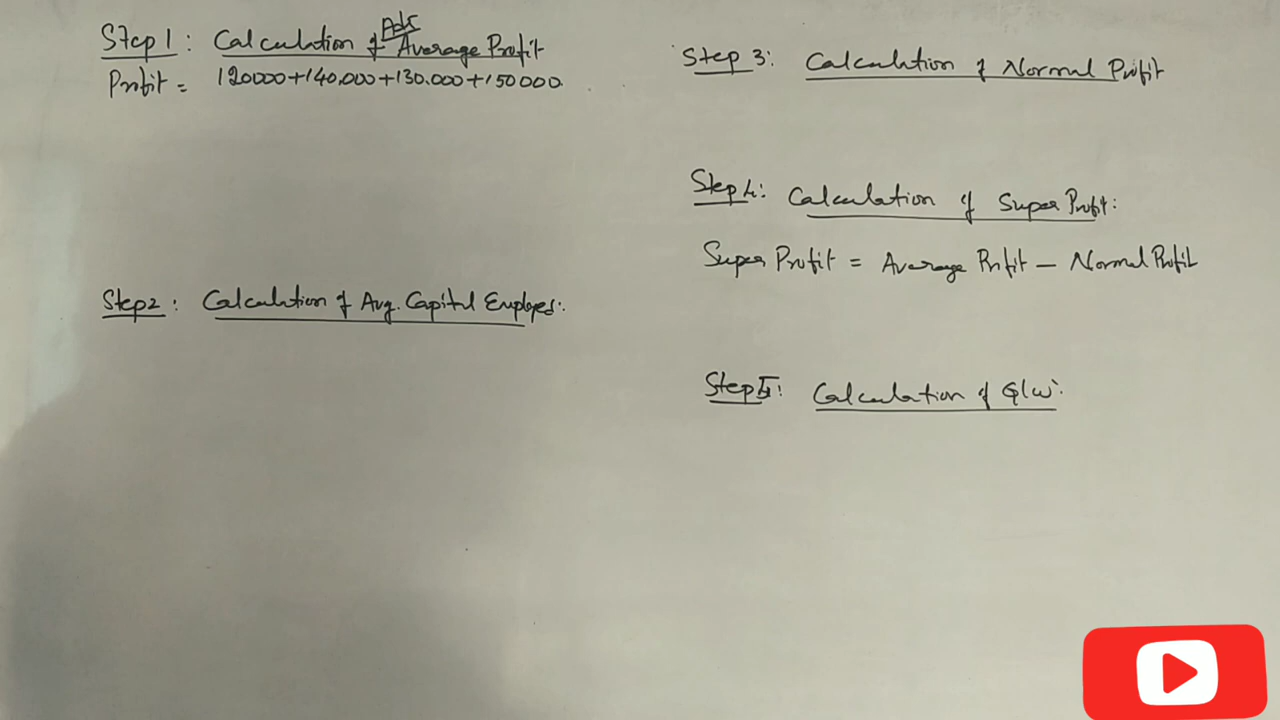 Step 1 : Calculation of Adj Average Profit
Profit = 120000+140.000+130.000+150000.
Step2 : Calculation of Avg. Capital Employed:
Step 3: Calculation of Normal Profit
Step 4: Calculation of Super Profit:
Super Profit = Average Profit - Normal Profit
Step 5: Calculation of G/w: